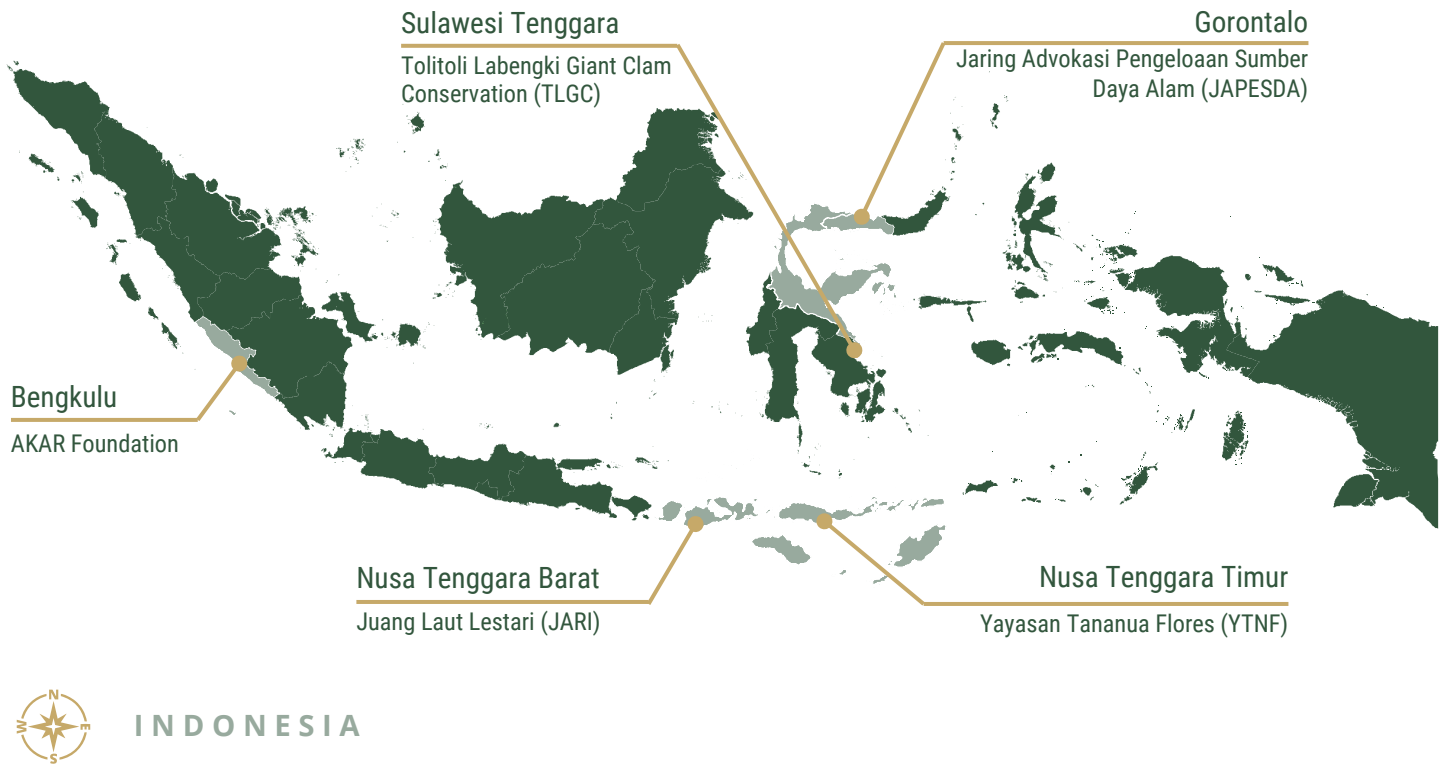 Sulawesi Tenggara
Tolitoli Labengki Giant Clam
Conservation (TLGC)
Gorontalo
Jaring Advokasi Pengeloaan Sumber
Daya Alam (JAPESDA)
Bengkulu
AKAR Foundation
Nusa Tenggara Barat
Juang Laut Lestari (JARI)
Nusa Tenggara Timur
Yayasan Tananua Flores (YTNF)
N
W
E
S
INDONESIA